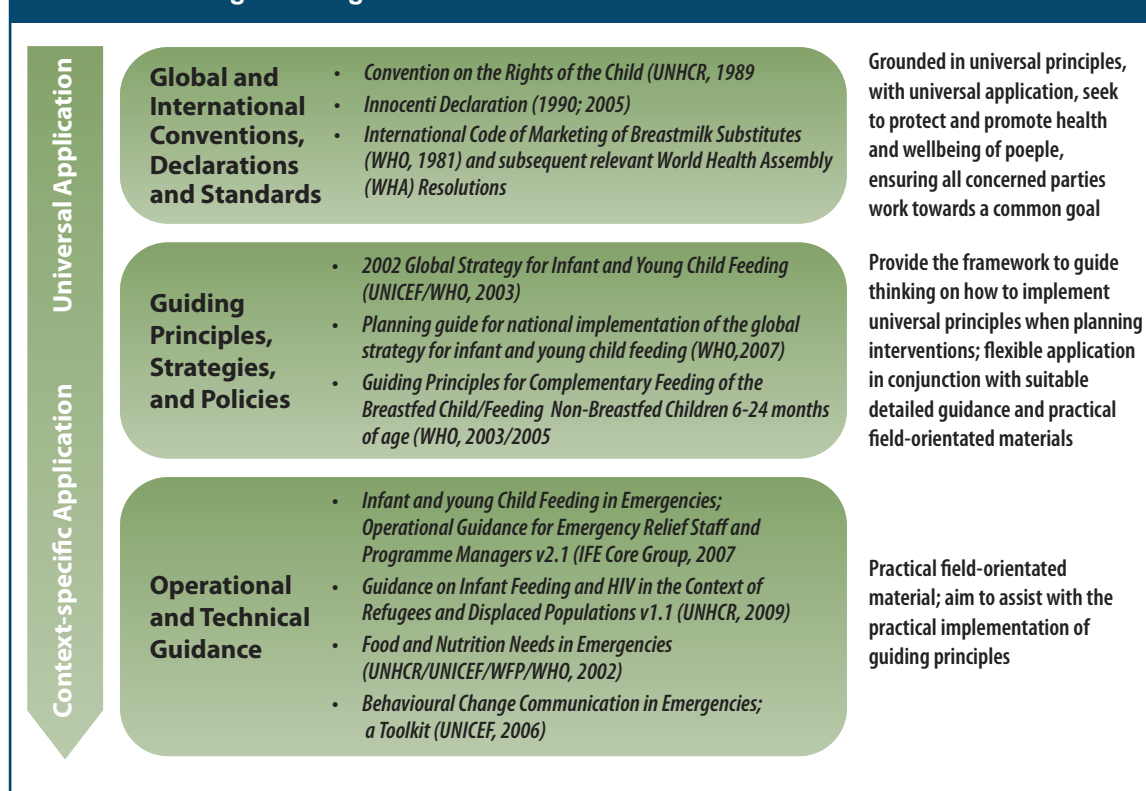 Universal Application
Context-specific Application
Global and
International
Conventions,
Declarations
and Standards
• Convention on the Rights of the Child (UNHCR, 1989
• Innocenti Declaration (1990; 2005)
• International Code of Marketing of Breastmilk Substitutes
(WHO, 1981) and subsequent relevant World Health Assembly
(WHA) Resolutions
Grounded in universal principles,
with universal application, seek
to protect and promote health
and wellbeing of poeple,
ensuring all concerned parties
work towards a common goal
Guiding
Principles,
Strategies,
and Policies
• 2002 Global Strategy for Infant and Young Child Feeding
(UNICEF/WHO, 2003)
• Planning guide for national implementation of the global
strategy for infant and young child feeding (WHO,2007)
• Guiding Principles for Complementary Feeding of the
Breastfed Child/Feeding Non-Breastfed Children 6-24 months
of age (WHO, 2003/2005
Provide the framework to guide
thinking on how to implement
universal principles when planning
interventions; flexible application
in conjunction with suitable
detailed guidance and practical
field-orientated materials
Operational
and Technical
Guidance
• Infant and young Child Feeding in Emergencies;
Operational Guidance for Emergency Relief Staff and
Programme Managers v2.1 (IFE Core Group, 2007
• Guidance on Infant Feeding and HIV in the Context of
Refugees and Displaced Populations v1.1 (UNHCR, 2009)
• Food and Nutrition Needs in Emergencies
(UNHCR/UNICEF/WFP/WHO, 2002)
• Behavioural Change Communication in Emergencies;
a Toolkit (UNICEF, 2006)
Practical field-orientated
material; aim to assist with the
practical implementation of
guiding principles